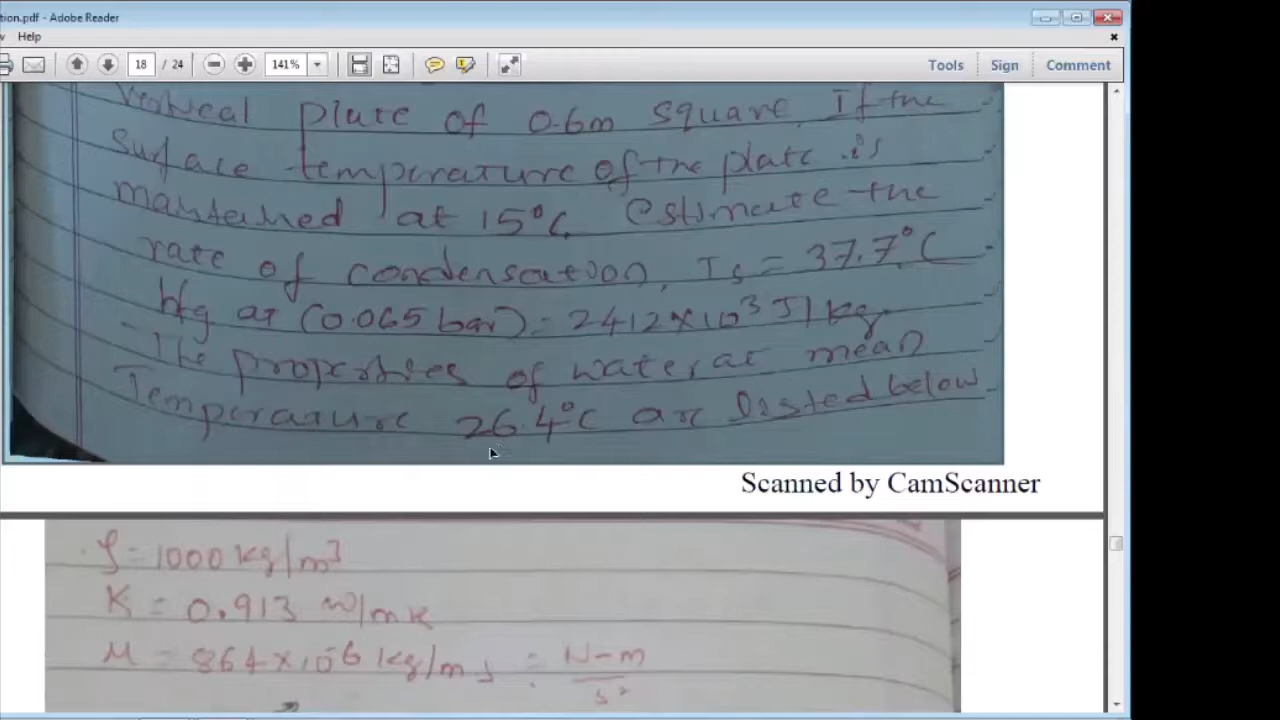 tion.pdf - Adobe Reader
Help
18 / 24 141% Tools Sign Comment
plate of 0.6m square. If the
surface temperature of the plate is
maintained at 15°C estimate the
rate of condensation, Ts = 37.7°C
hfg at (0.065 bar) = 2412×10³ J/kg.
The properties of water at mean
Temperature 26.4°C are listed below
Scanned by CamScanner
ρ = 1000 kg/m³
K = 0.913 w/mK
μ = 864×10⁻⁶ kg/ms = N-m/s²